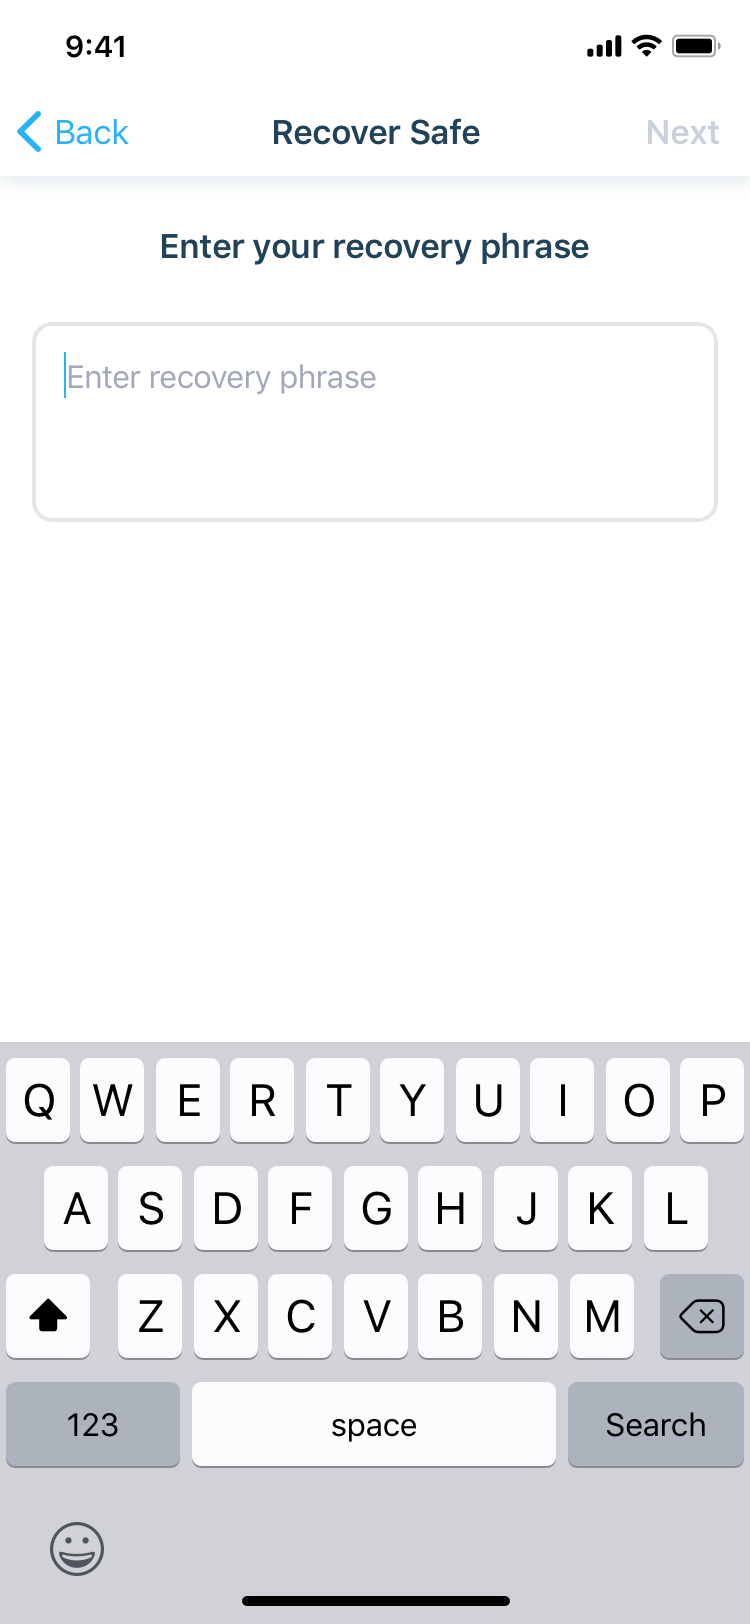 9:41
Back
Recover Safe
Next
Enter your recovery phrase
Enter recovery phrase
Q W E R T Y U I O P
A S D F G H J K L
Z X C V B N M
123
space
Search